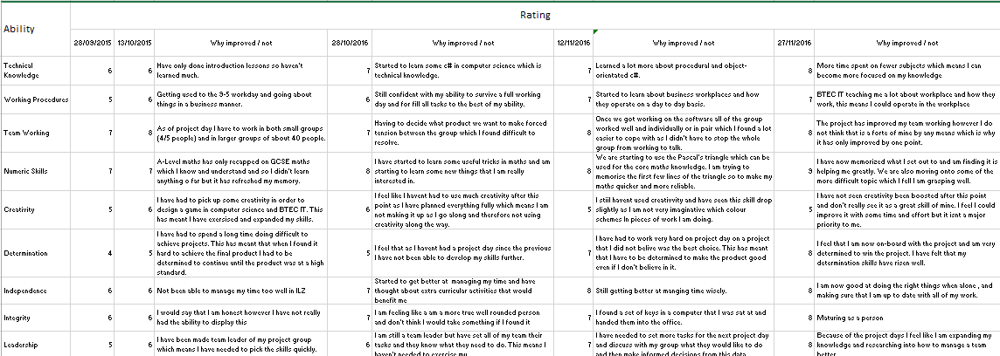 Rating
Ability
28/09/2015 13/10/2015 Why improved / not 28/10/2016 Why improved / not 12/11/2016 Why improved / not 27/11/2016 Why improved / not
Technical
Knowledge
6
6
Have only done introduction lessons so haven't
learned much.
7
Started to learn some c# in computer science which is
technical knowledge.
7
Learned a lot more about procedural and object-
orientated c#.
8
More time spent on fewer subjects which means I can
become more focused on my knowledge
Working Procedures
5
6
Getting used to the 9-5 workday and going about
things in a business manner.
6
Still confident with my ability to survive a full working
day and for fill all tasks to the best of my ability.
7
Started to learn about business workplaces and how
they operate on a day to day basis.
7
BTEC IT teaching me a lot about workplace and how they
work, this means I could operate in the workplace
Team Working
7
8
As of project day I have to work in both small groups
(4/5 people) and in larger groups of about 40 people.
7
Having to decide what product we want to make forced
tension between the group which I found difficult to
resolve.
8
Once we got working on the software all of the group
worked well and individually or in pair which I found a lot
easier to cope with as I didn't have to stop the whole
group from working to talk.
8
The project has improved my team working however I do
not think that is a forte of mine by any means which is why
it has only improved by one point.
Numeric Skills
7
7
A-Level maths has only recapped on GCSE maths
which I know and understand and so I didn't learn
anything o far but it has refreshed my memory.
8
I have started to learn some useful tricks in maths and am
starting to learn some new things that I am really
interested in.
8
We are starting to use the Pascal's triangle which can be
used for the core maths knowledge. I am trying to
memorise the first few lines of the triangle so to make my
maths quicker and more reliable.
9
I have now memorized what I set out to and am finding it is
helping me greatly. We are also moving onto some of the
more difficult topic which I fell I am grasping well.
Creativity
5
6
I have had to pick up some creativity in order to
design a game in computer science and BTEC IT. This
has meant I have exersised and expanded my skills.
6
I feel like I havent had to use much creativity after this
point as I have planned everything fully which means I am
not making it up as I go along and therefore not using
creativity along the way.
5
I still havent used creativity and have seen this skill drop
slightly as I am not very imaginative which colour
schemes In pieces of work I am doing.
5
I have not seen creativity been boosted after this point
and don't really see it as a great skill of mine. I feel I could
improve it with some time and effort but it isnt a major
priority to me.
Determination
4
5
I have had to spend a long time doing difficult to
achieve projects. This has meant that when I found it
hard to achieve the final product I had to be
determined to continue until the product was at a high
standard.
5
I feel that as I havent had a project day since the previous
I have not been able to develop my skills further.
7
I have had to work very hard on project day on a project
that I did not belive was the best choice. This has meant
that I have to be determined to make the product good
even if I don't believe in it.
8
I feel that I am now on-board with the project and am very
determined to win the project. I have felt that my
determination skills have risen well.
Independence
6
6
Not been able to manage my time too well in ILZ
7
Started to get better at managing my time and have
thought about extra curricular activities that would
benefit me
8
Still getting better at manging time wisely.
8
I am now good at doing the right things when alone , and
making sure that I am up to date with all of my work.
Integrity
6
6
I would say that I am honest however I have not really
had the ability to display this
7
I am feeling like a am a more true well rounded person
and don't think I would take something if I found it
7
I found a set of keys in a computer that I was sat at and
handed them into the office.
8
Maturing as a person
Leadership
5
6
I have been made team leader of my project group
which means I have needed to pick the skills quickly.
6
I am still a team leader but have set all of my team their
tasks and they know what they need to do. This means I
haven't needed to exercise my
7
I have needed to set more tasks for the next project day
and discuss with my group what they would like to do
and then make informed decisions from this data.
8
Because of the project days I feel like I am expanding my
knowledge and researching into how to manage a team
better